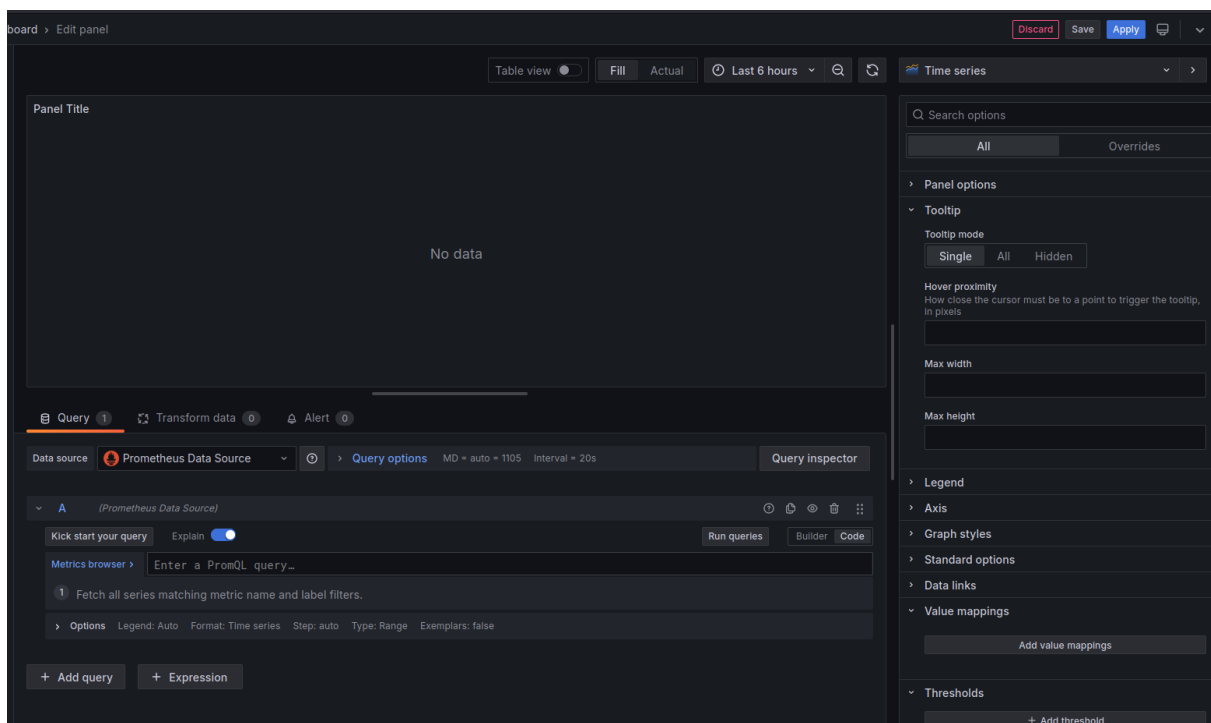 board › Edit panel
Discard Save Apply
Table view Fill Actual Last 6 hours
Time series
Panel Title
No data
Search options
All Overrides
Panel options
Tooltip
Tooltip mode
Single All Hidden
Hover proximity
How close the cursor must be to a point to trigger the tooltip,
in pixels
Max width
Max height
Query 1 Transform data 0 Alert 0
Data source Prometheus Data Source Query options MD = auto = 1105 Interval = 20s Query inspector
A (Prometheus Data Source)
Kick start your query Explain Run queries Builder Code
Metrics browser > Enter a PromQL query…
1 Fetch all series matching metric name and label filters.
Options Legend: Auto Format: Time series Step: auto Type: Range Exemplars: false
+ Add query + Expression
Legend
Axis
Graph styles
Standard options
Data links
Value mappings
Add value mappings
Thresholds
+ Add threshold